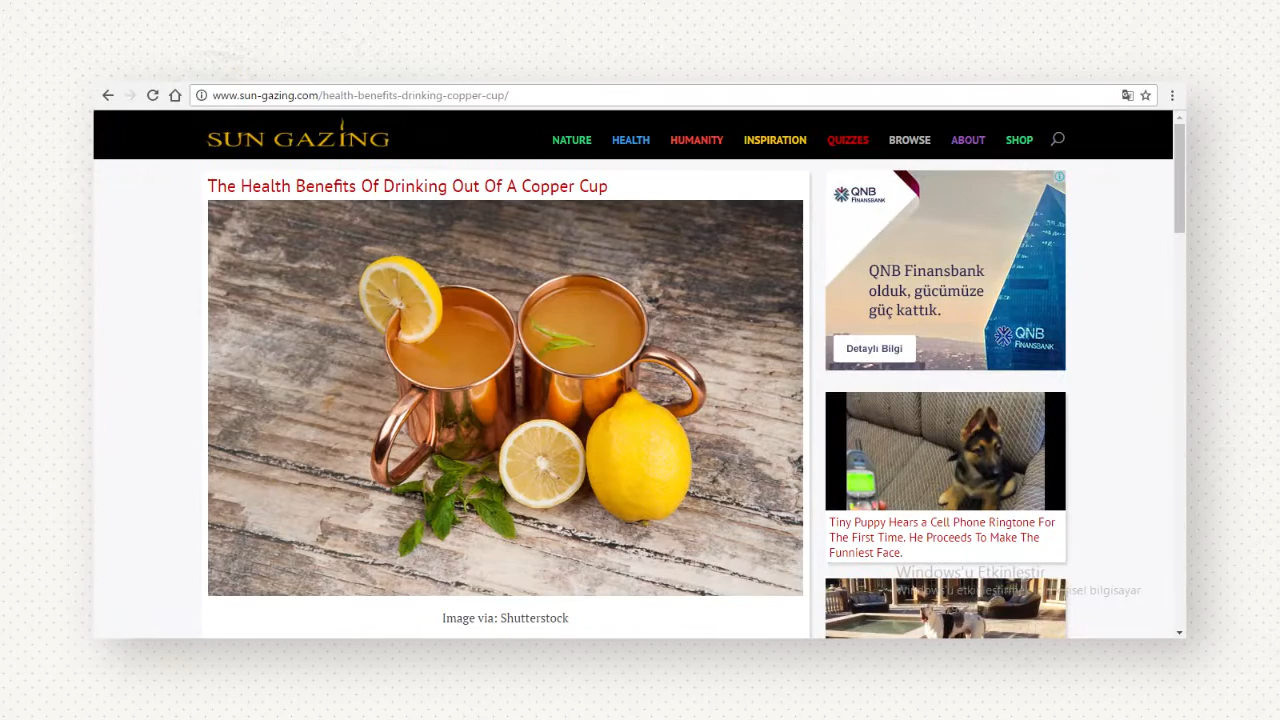 www.sun-gazing.com/health-benefits-drinking-copper-cup/
SUN GAZING
NATURE HEALTH HUMANITY INSPIRATION QUIZZES BROWSE ABOUT SHOP
The Health Benefits Of Drinking Out Of A Copper Cup
Image via: Shutterstock
QNB
FINANSBANK
QNB Finansbank
olduk, gücümüze
güç kattık.
Detaylı Bilgi
QNB
FINANSBANK
Tiny Puppy Hears a Cell Phone Ringtone For
The First Time. He Proceeds To Make The
Funniest Face.
Windows'u Etkinleştir
Windows'u bilgisayar